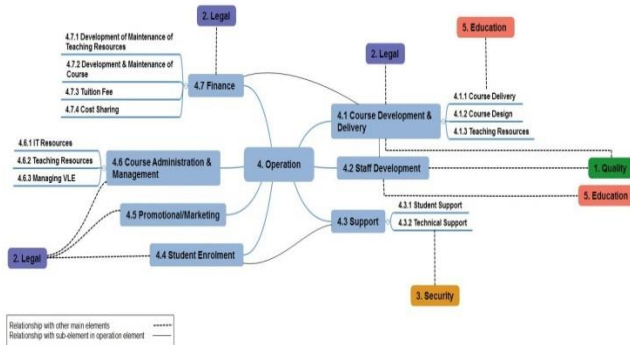 2. Legal
5. Education
4.7.1 Development of Maintenance of
Teaching Resources
4.7.2 Development & Maintenance of
Course
4.7.3 Tuition Fee
4.7.4 Cost Sharing
4.7 Finance
2. Legal
4.1 Course Development &
Delivery
4.1.1 Course Delivery
4.1.2 Course Design
4.1.3 Teaching Resources
4.6.1 IT Resources
4.6.2 Teaching Resources
4.6.3 Managing VLE
4.6 Course Administration &
Management
4. Operation
4.2 Staff Development
1. Quality
5. Education
4.5 Promotional/Marketing
4.3 Support
4.3.1 Student Support
4.3.2 Technical Support
2. Legal
4.4 Student Enrolment
3. Security
Relationship with other main elements
Relationship with sub-element in operation element